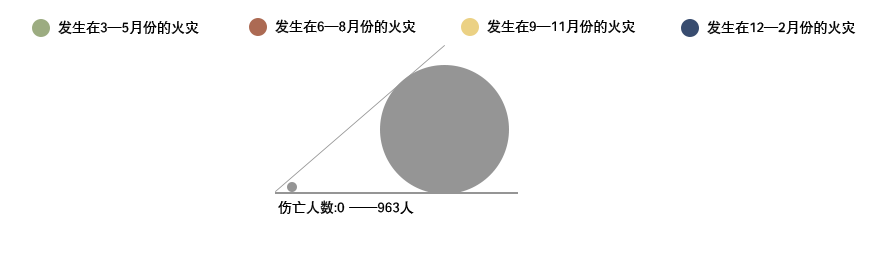 发生在3—5月份的火灾
发生在6—8月份的火灾
发生在9—11月份的火灾
发生在12—2月份的火灾
伤亡人数:0 ——963人